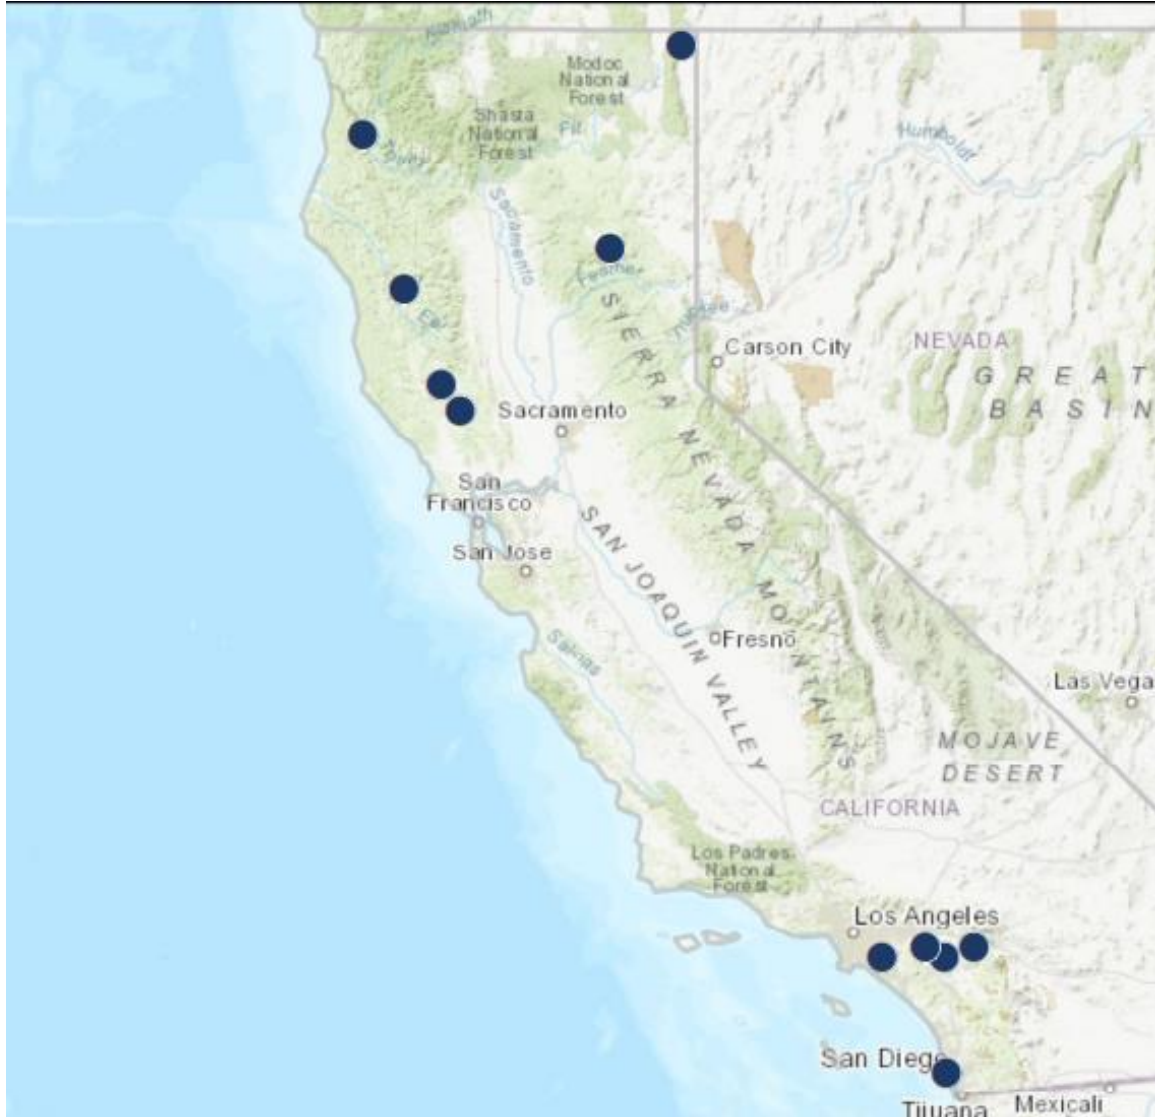 Klamath
Modoc
National
Forest
Shasta
National
Forest
Pit
Trinity
Humboldt
Sacramento
Feather
Eel
Truckee
SIERRA NEVADA MOUNTAINS
Carson City
NEVADA
GREAT
BASIN
Sacramento
San
Francisco
San Jose
SAN JOAQUIN VALLEY
Fresno
Salinas
Las Vega
MOJAVE
DESERT
CALIFORNIA
Los Padres
National
Forest
Los Angeles
San Diego
Tijuana
Mexicali